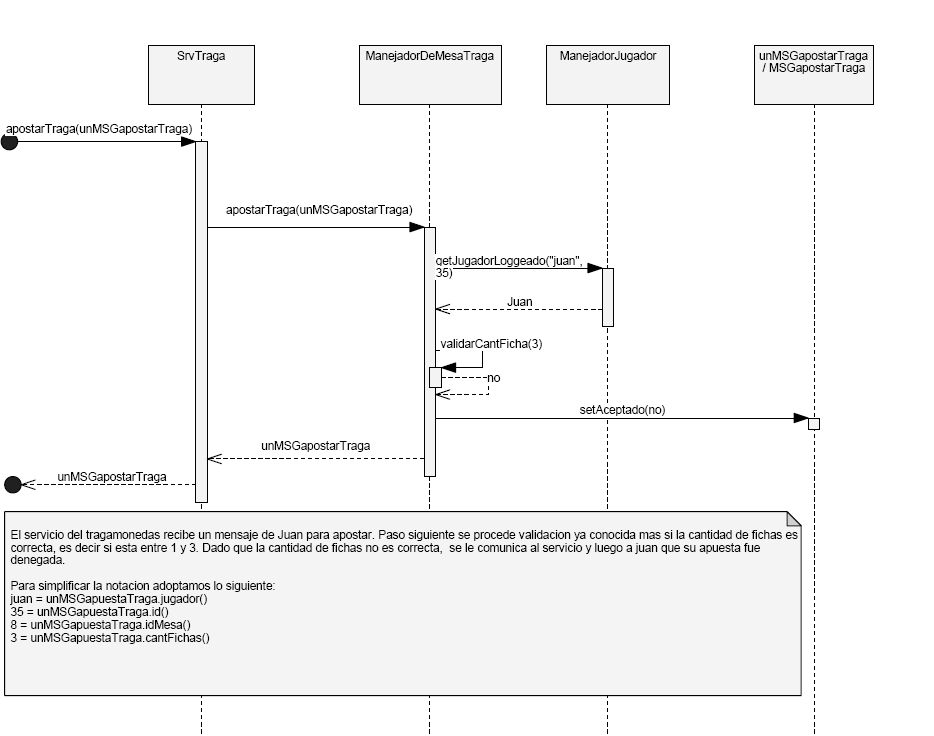 SrvTraga
ManejadorDeMesaTraga
ManejadorJugador
unMSGapostarTraga
/ MSGapostarTraga
apostarTraga(unMSGapostarTraga)
apostarTraga(unMSGapostarTraga)
getJugadorLoggeado("juan",
35)
Juan
validarCantFicha(3)
no
setAceptado(no)
unMSGapostarTraga
unMSGapostarTraga
El servicio del tragamonedas recibe un mensaje de Juan para apostar. Paso siguiente se procede validacion ya conocida mas si la cantidad de fichas es
correcta, es decir si esta entre 1 y 3. Dado que la cantidad de fichas no es correcta, se le comunica al servicio y luego a juan que su apuesta fue
denegada.
Para simplificar la notacion adoptamos lo siguiente:
juan = unMSGapuestaTraga.jugador()
35 = unMSGapuestaTraga.id()
8 = unMSGapuestaTraga.idMesa()
3 = unMSGapuestaTraga.cantFichas()